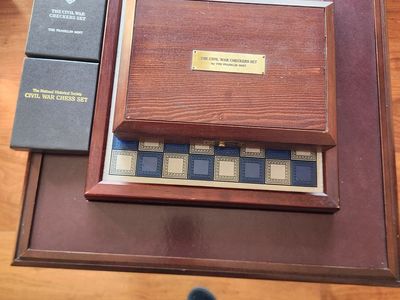 THE CIVIL WAR
CHECKERS SET
THE FRANKLIN MINT
The National Historical Society
CIVIL WAR CHESS SET
THE CIVIL WAR CHECKERS SET
by THE FRANKLIN MINT